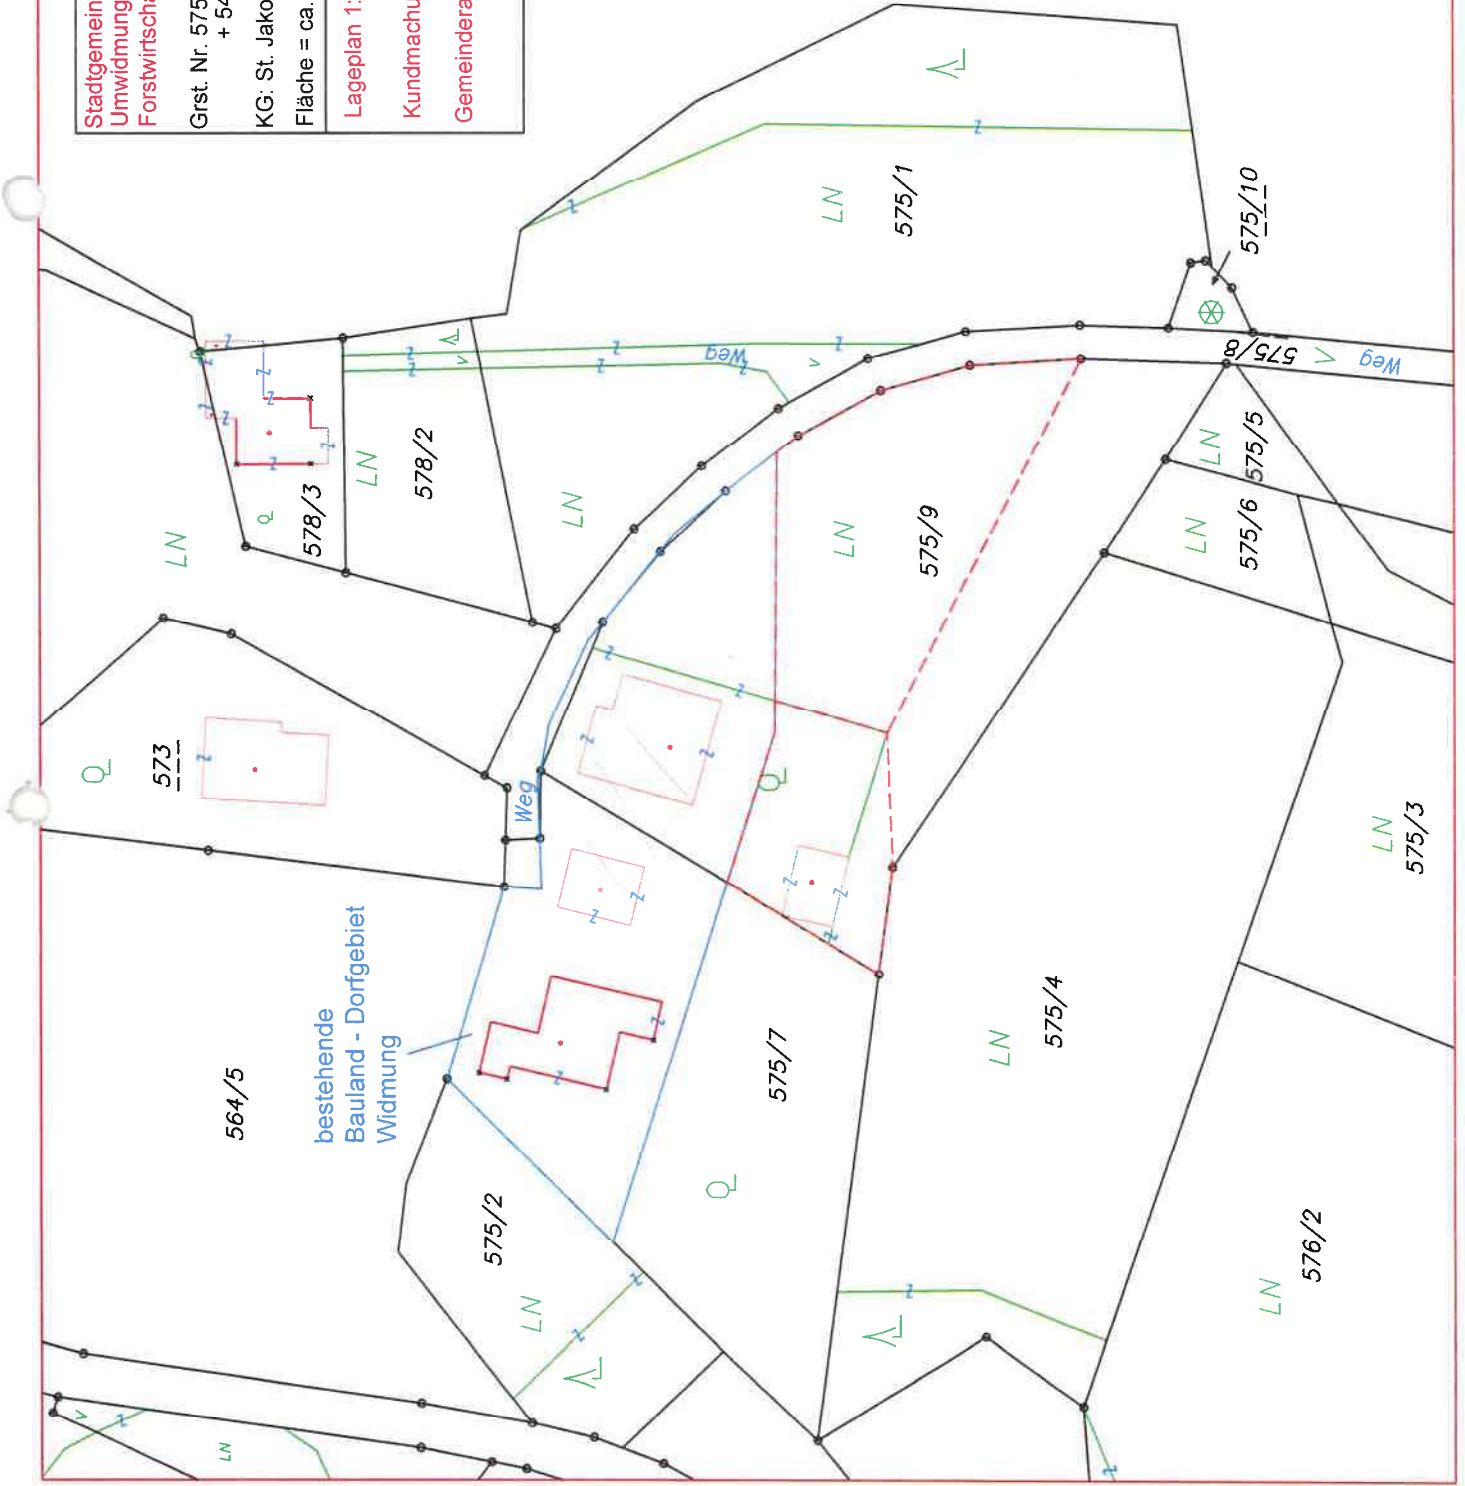 Stadtgemein
Umwidmung
Forstwirtscha
Grst. Nr. 575
+ 54
KG: St. Jako
Fläche = ca.
Lageplan 1:
Kundmachu
Gemeindera
564/5
bestehende
Bauland - Dorfgebiet
Widmung
573
578/3
578/2
LN
LN
LN
LN
LN
LN
LN
LN
LN
LN
LN
LN
575/1
575/10
575/8
Weg
Weg
Weg
575/9
575/5
575/6
575/2
575/7
575/4
575/3
576/2